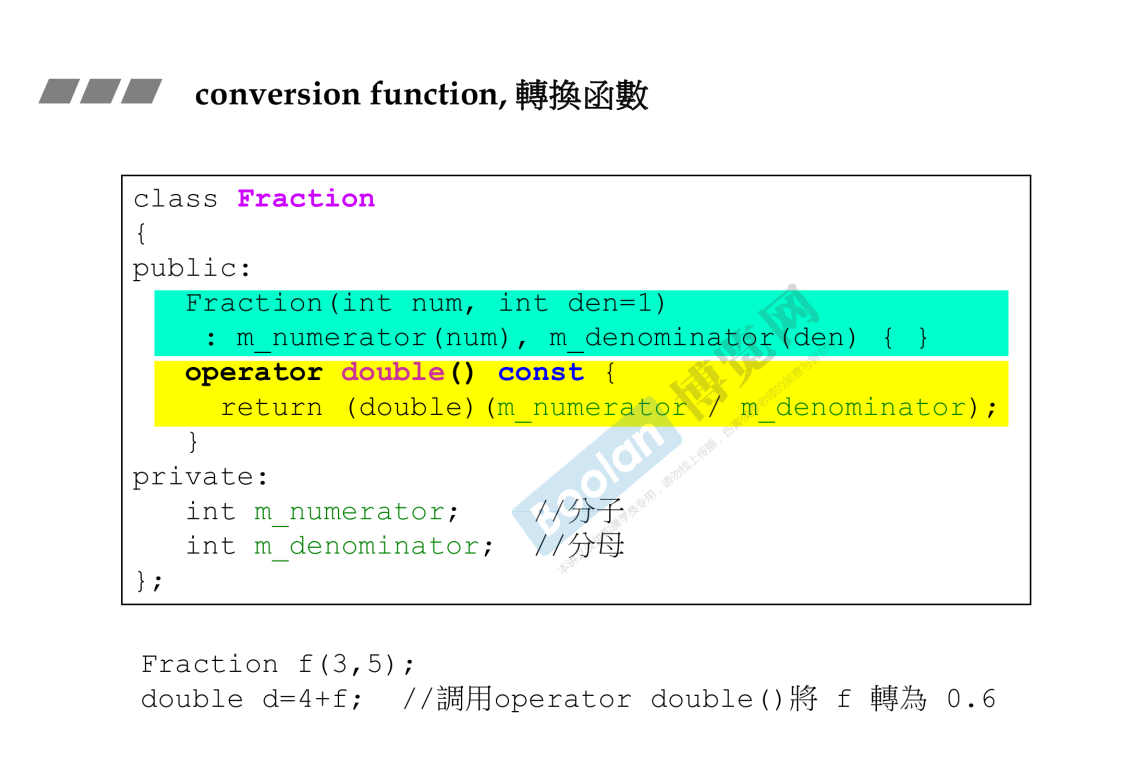 conversion function, 轉換函數
class Fraction
{
public:
Fraction(int num, int den=1)
: m_numerator(num), m_denominator(den) { }
operator double() const {
return (double)(m_numerator / m_denominator);
}
private:
int m_numerator; //分子
int m_denominator; //分母
};
Boolan 博览网
Fraction f(3,5);
double d=4+f; //調用operator double()將 f 轉為 0.6